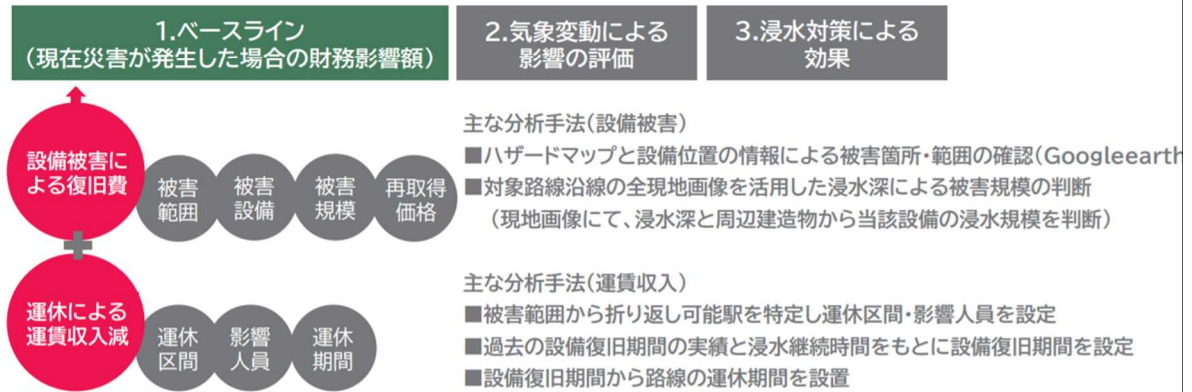 1.ベースライン
(現在災害が発生した場合の財務影響額)
2.気象変動による
影響の評価
3.浸水対策による
効果
設備被害に
よる復旧費
被害
範囲
被害
設備
被害
規模
再取得
価格
主な分析手法(設備被害)
■ハザードマップと設備位置の情報による被害箇所・範囲の確認(Googleearth
■対象路線沿線の全現地画像を活用した浸水深による被害規模の判断
(現地画像にて、浸水深と周辺建造物から当該設備の浸水規模を判断)
運休による
運賃収入減
運休
区間
影響
人員
運休
期間
主な分析手法(運賃収入)
■被害範囲から折り返し可能駅を特定し運休区間・影響人員を設定
■過去の設備復旧期間の実績と浸水継続時間をもとに設備復旧期間を設定
■設備復旧期間から路線の運休期間を設置